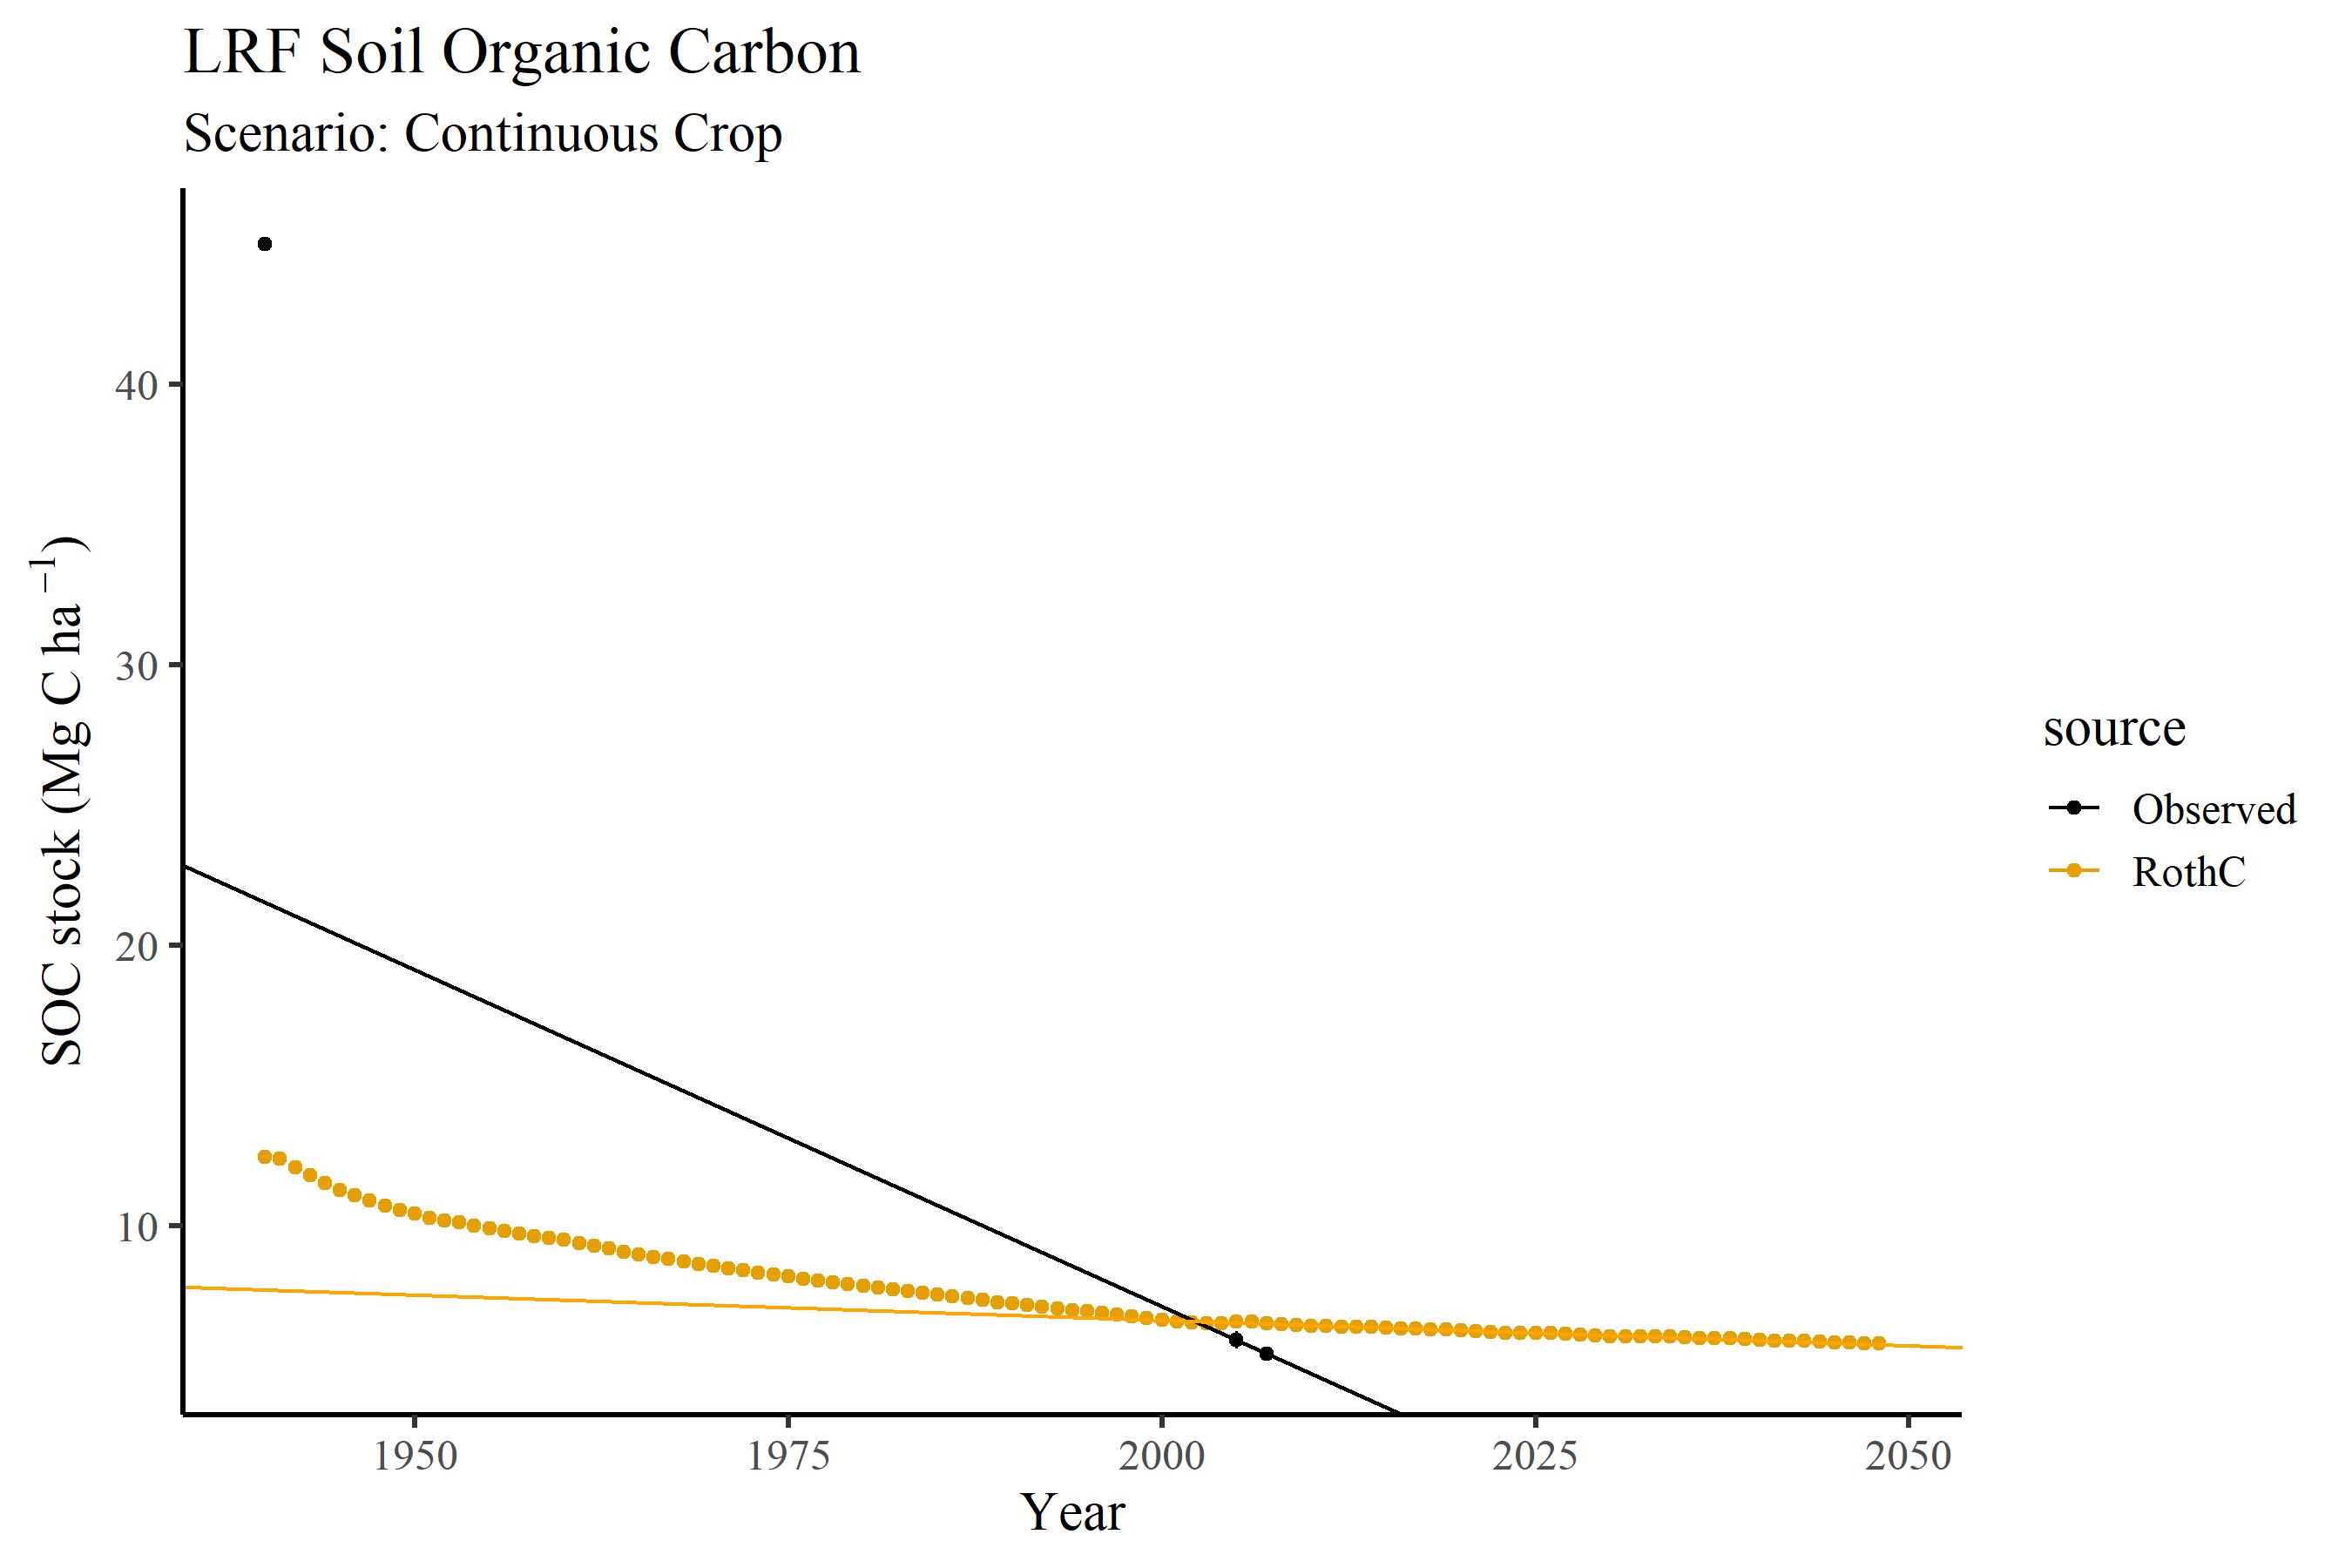 LRF Soil Organic Carbon
Scenario: Continuous Crop
SOC stock (Mg C ha⁻¹)
40
30
20
10
1950 1975 2000 2025 2050
Year
source
Observed
RothC